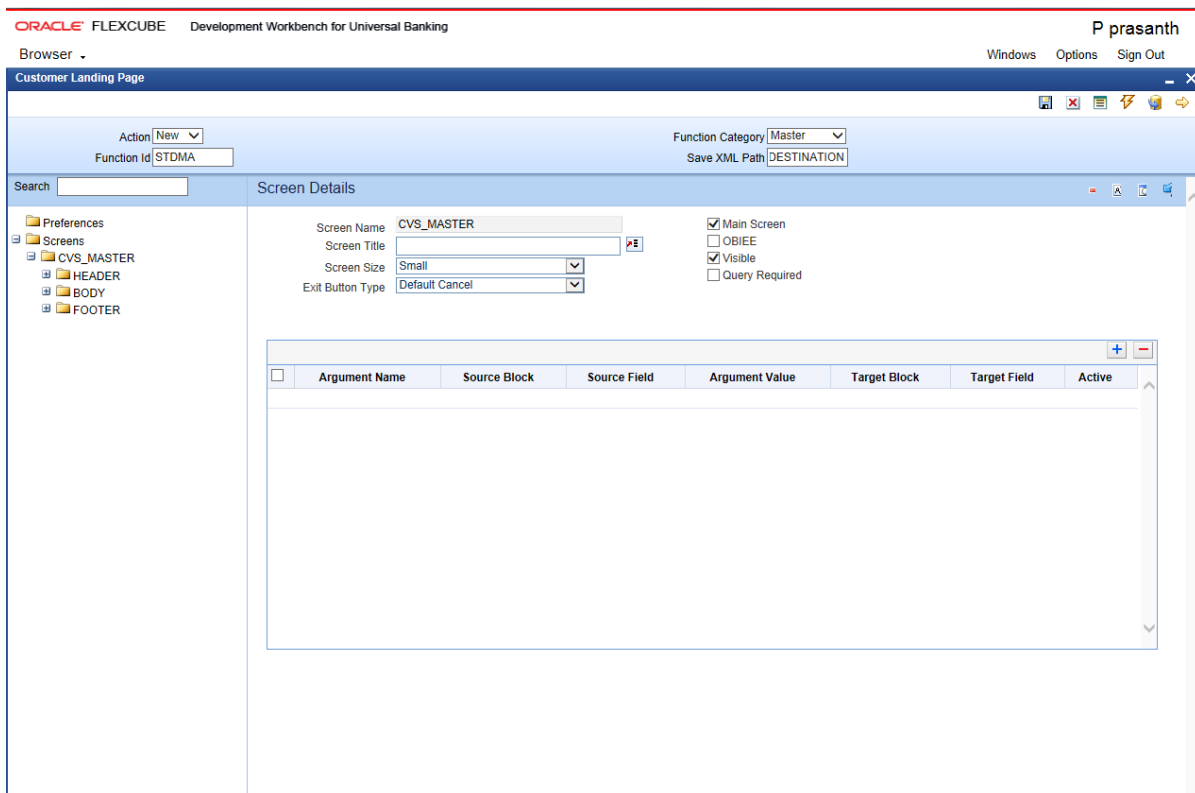 ORACLE FLEXCUBE Development Workbench for Universal Banking P prasanth
Browser Windows Options Sign Out
Customer Landing Page
Action New Function Category Master
Function Id STDMA Save XML Path DESTINATION
Search Screen Details
Preferences
Screens
CVS_MASTER
HEADER
BODY
FOOTER
Screen Name CVS_MASTER Main Screen
Screen Title OBIEE
Screen Size Small Visible
Exit Button Type Default Cancel Query Required
Argument Name Source Block Source Field Argument Value Target Block Target Field Active